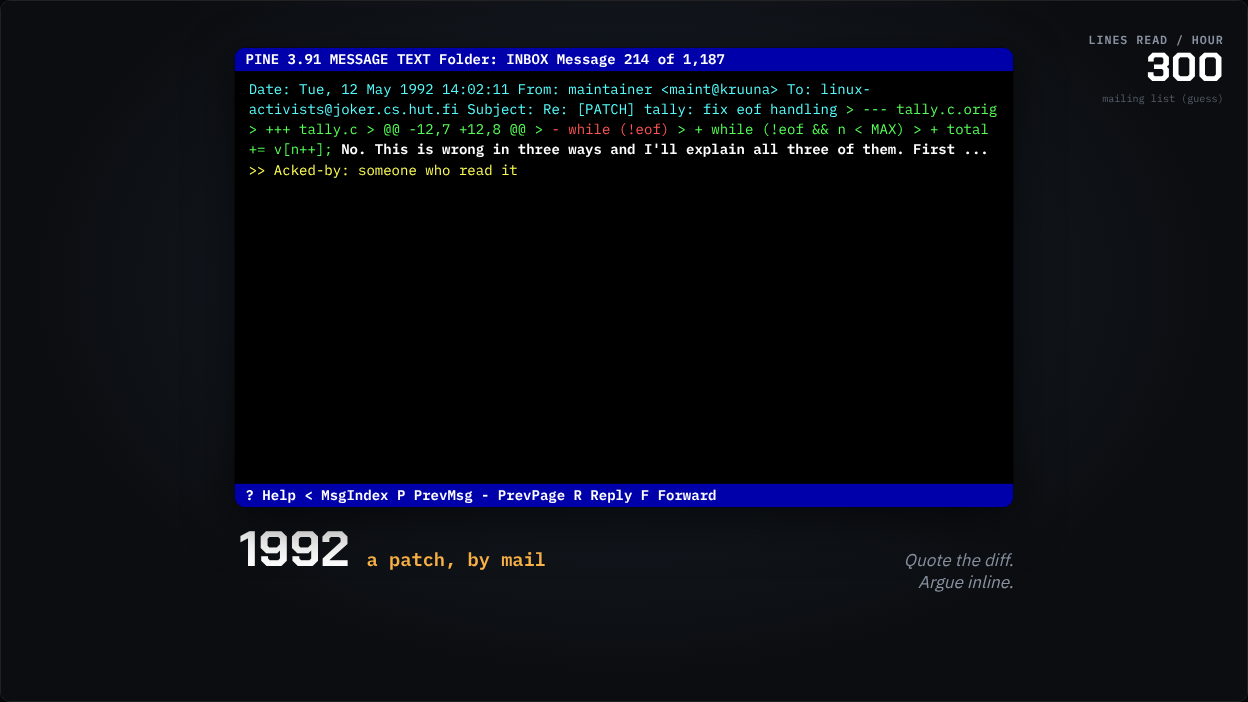 LINES READ / HOUR
300
mailing list (guess)
PINE 3.91 MESSAGE TEXT Folder: INBOX Message 214 of 1,187
Date: Tue, 12 May 1992 14:02:11 From: maintainer <maint@kruuna> To: linux-
activists@joker.cs.hut.fi Subject: Re: [PATCH] tally: fix eof handling > --- tally.c.orig
> +++ tally.c > @@ -12,7 +12,8 @@ > - while (!eof) > + while (!eof && n < MAX) > + total
+= v[n++]; No. This is wrong in three ways and I'll explain all three of them. First ...
>> Acked-by: someone who read it
? Help < MsgIndex P PrevMsg - PrevPage R Reply F Forward
1992 a patch, by mail
Quote the diff.
Argue inline.